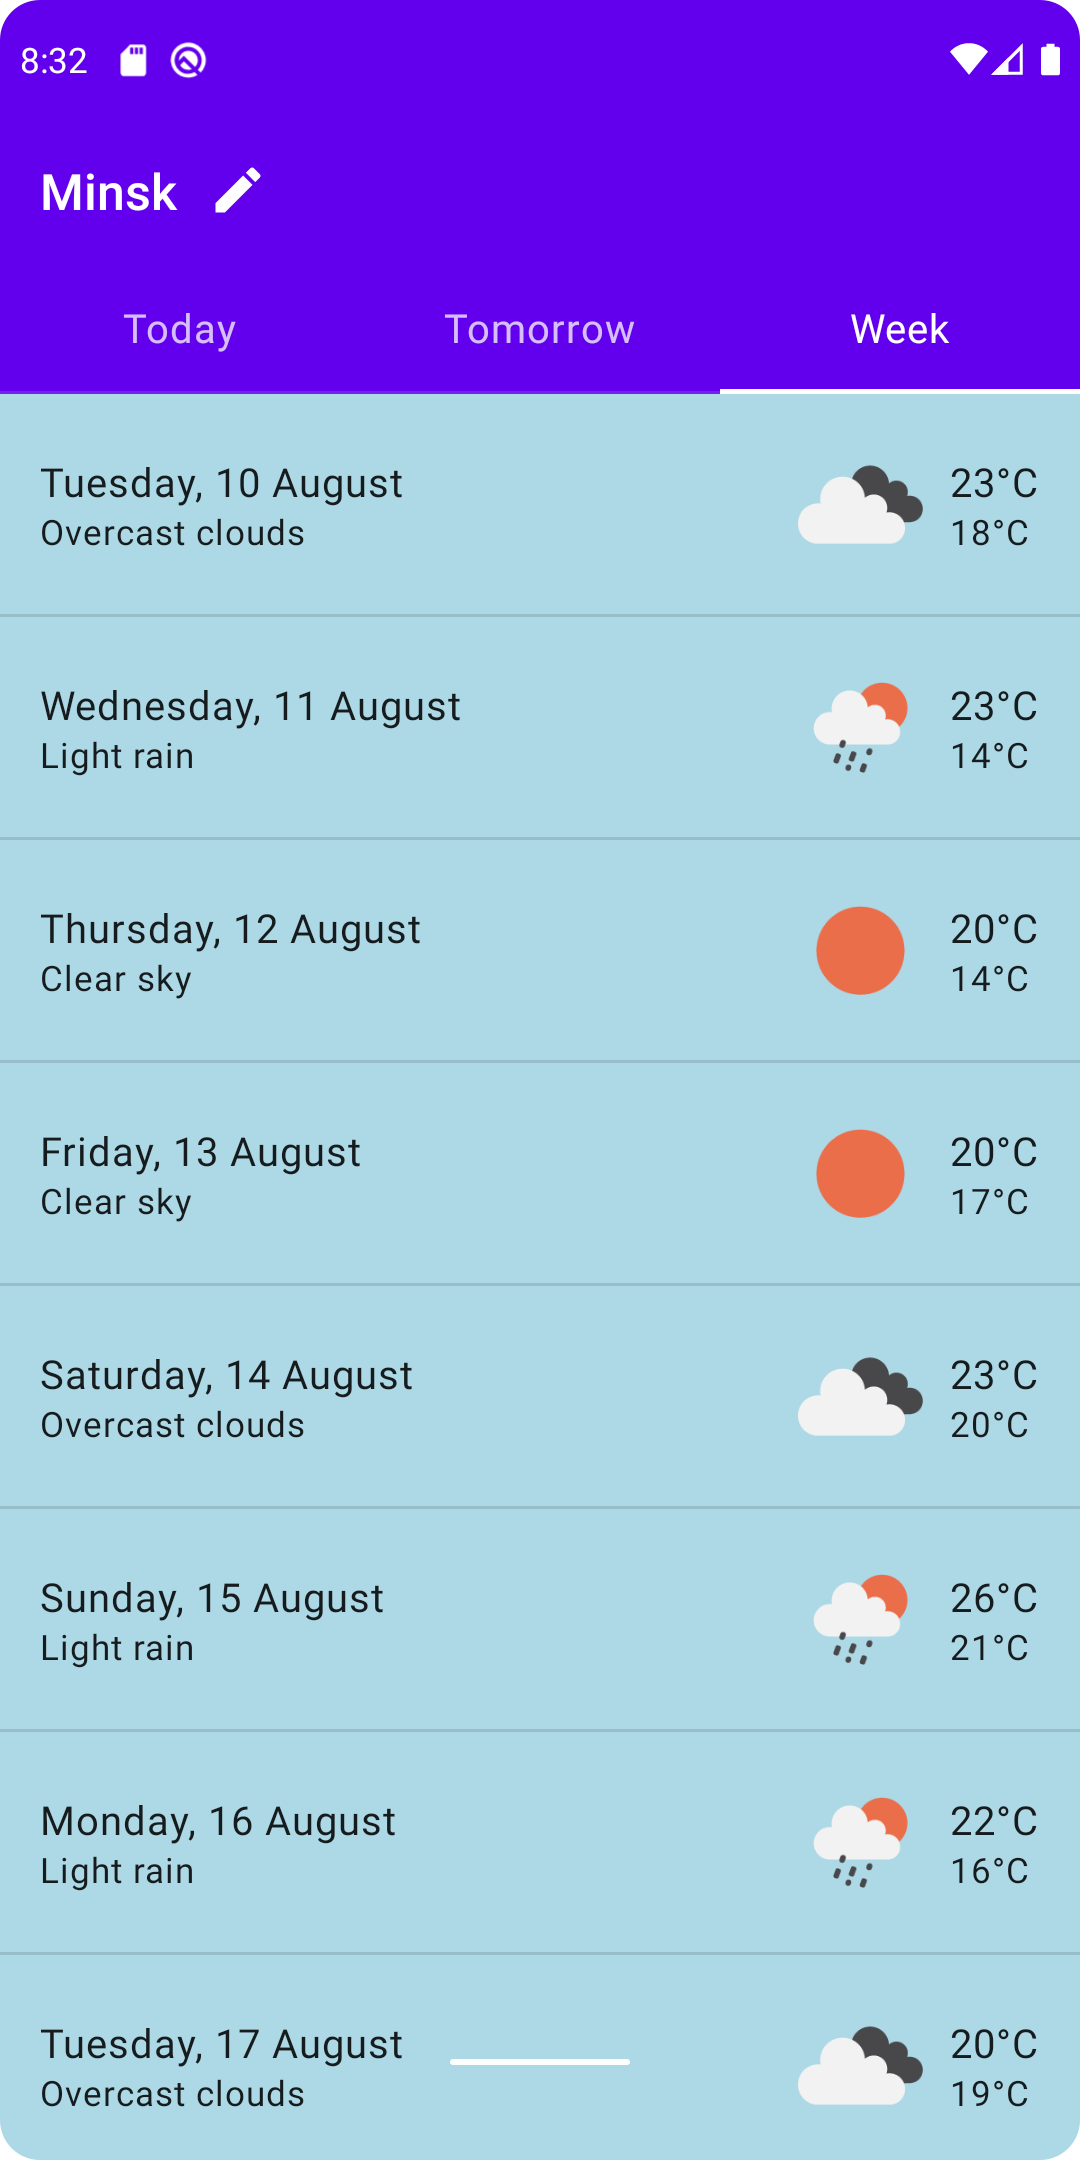 8:32
Minsk
Today Tomorrow Week
Tuesday, 10 August 23°C
Overcast clouds 18°C
Wednesday, 11 August 23°C
Light rain 14°C
Thursday, 12 August 20°C
Clear sky 14°C
Friday, 13 August 20°C
Clear sky 17°C
Saturday, 14 August 23°C
Overcast clouds 20°C
Sunday, 15 August 26°C
Light rain 21°C
Monday, 16 August 22°C
Light rain 16°C
Tuesday, 17 August 20°C
Overcast clouds 19°C